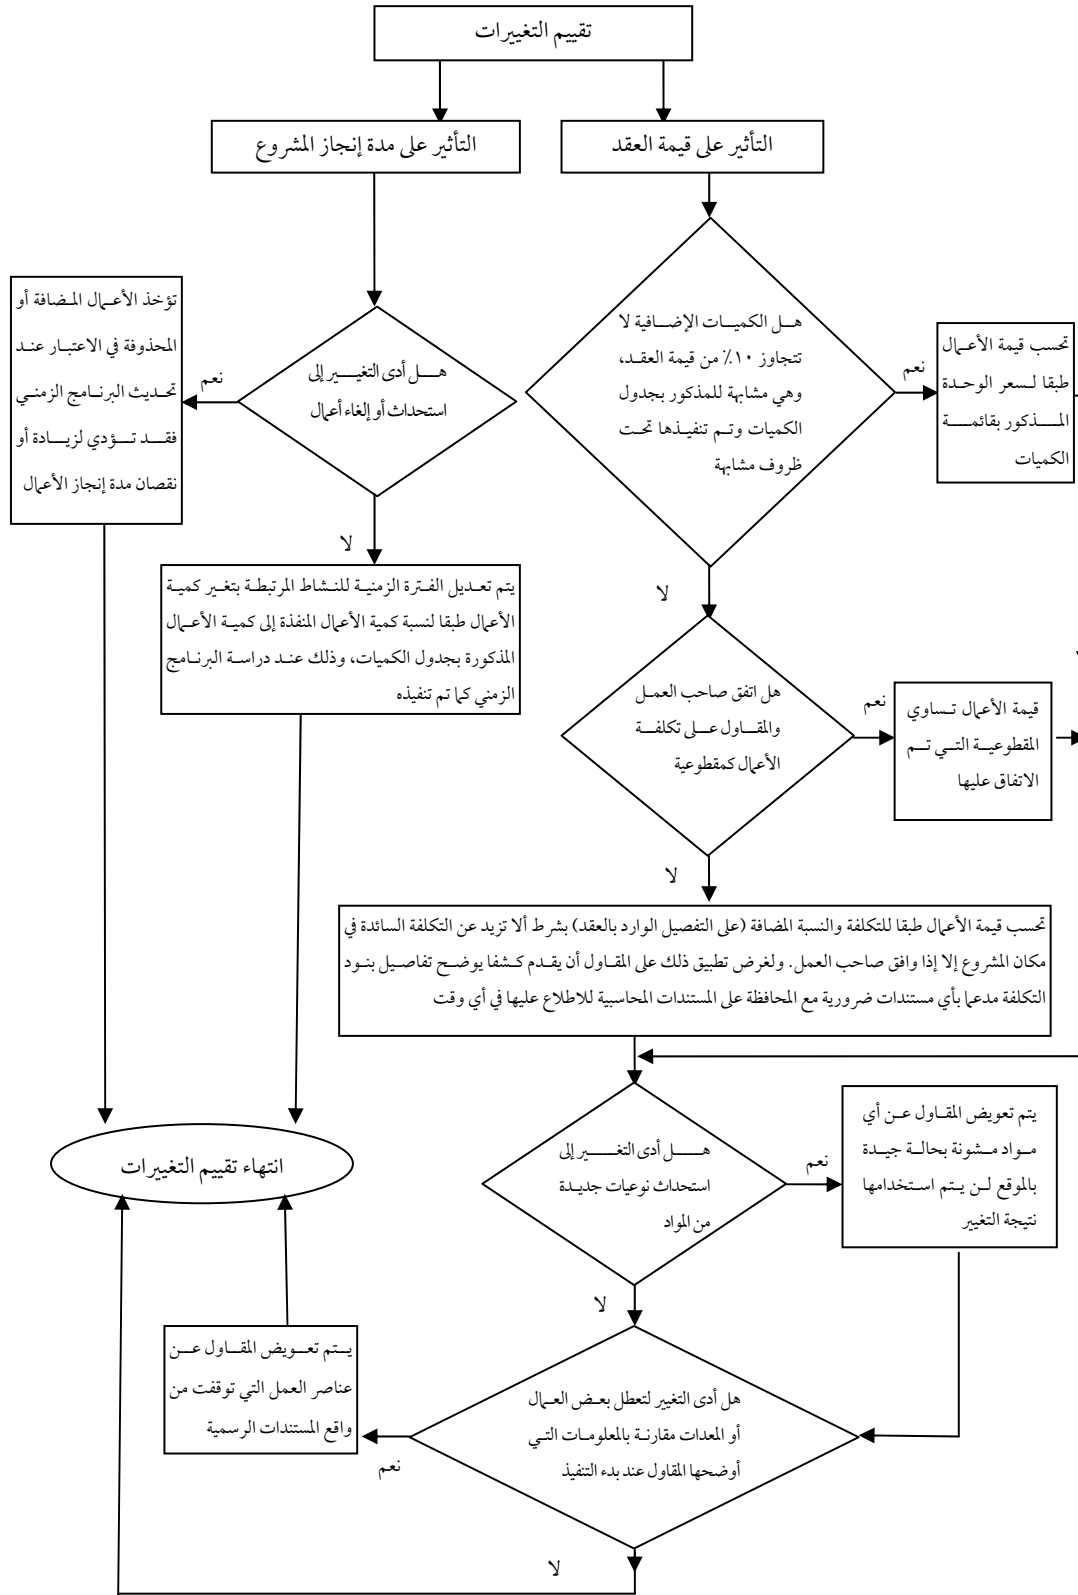 تقييم التغييرات
التأثير على قيمة العقد
التأثير على مدة إنجاز المشروع
هل الكميات الإضافية لا
تتجاوز ١٠٪ من قيمة العقد،
وهي مشابهة للمذكور بجدول
الكميات وتم تنفيذها تحت
ظروف مشابهة
نعم
تحسب قيمة الأعمال
طبقا لسعر الوحدة
المذكور بقائمة
الكميات
هل أدى التغيير إلى
استحداث أو إلغاء أعمال
نعم
تؤخذ الأعمال المضافة أو
المحذوفة في الاعتبار عند
تحديث البرنامج الزمني
فقد تؤدي لزيادة أو
نقصان مدة إنجاز الأعمال
لا
يتم تعديل الفترة الزمنية للنشاط المرتبطة بتغير كمية
الأعمال طبقا لنسبة كمية الأعمال المنفذة إلى كمية الأعمال
المذكورة بجدول الكميات، وذلك عند دراسة البرنامج
الزمني كما تم تنفيذه
لا
هل اتفق صاحب العمل
والمقاول على تكلفة
الأعمال كمقطوعية
نعم
قيمة الأعمال تساوي
المقطوعية التي تم
الاتفاق عليها
لا
تحسب قيمة الأعمال طبقا للتكلفة والنسبة المضافة (على التفصيل الوارد بالعقد) بشرط ألا تزيد عن التكلفة السائدة في
مكان المشروع إلا إذا وافق صاحب العمل. ولغرض تطبيق ذلك على المقاول أن يقدم كشفا يوضح تفاصيل بنود
التكلفة مدعما بأي مستندات ضرورية مع المحافظة على المستندات المحاسبية للاطلاع عليها في أي وقت
هل أدى التغير إلى
استحداث نوعيات جديدة
من المواد
نعم
يتم تعويض المقاول عن أي
مواد مشونة بحالة جيدة
بالموقع لن يتم استخدامها
نتيجة التغيير
لا
هل أدى التغيير لتعطل بعض العمال
أو المعدات مقارنة بالمعلومات التي
أوضحها المقاول عند بدء التنفيذ
نعم
يتم تعويض المقاول عن
عناصر العمل التي توقفت من
واقع المستندات الرسمية
لا
انتهاء تقييم التغييرات